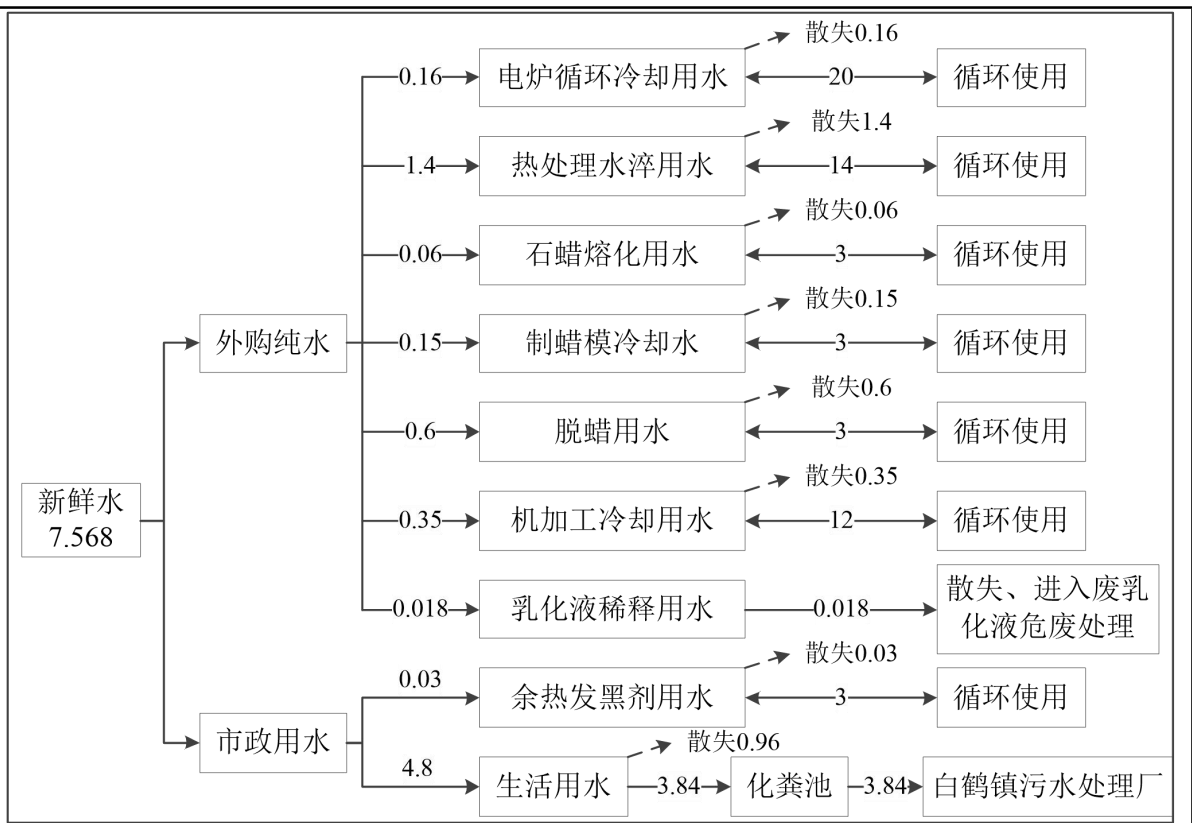 散失0.16
0.16
电炉循环冷却用水
20
循环使用
散失1.4
1.4
热处理水淬用水
14
循环使用
散失0.06
0.06
石蜡熔化用水
3
循环使用
散失0.15
外购纯水
0.15
制蜡模冷却水
3
循环使用
散失0.6
0.6
脱蜡用水
3
循环使用
新鲜水
7.568
散失0.35
0.35
机加工冷却用水
12
循环使用
0.018
乳化液稀释用水
0.018
散失、进入废乳
化液危废处理
散失0.03
0.03
余热发黑剂用水
3
循环使用
市政用水
散失0.96
4.8
生活用水
3.84
化粪池
3.84
白鹤镇污水处理厂